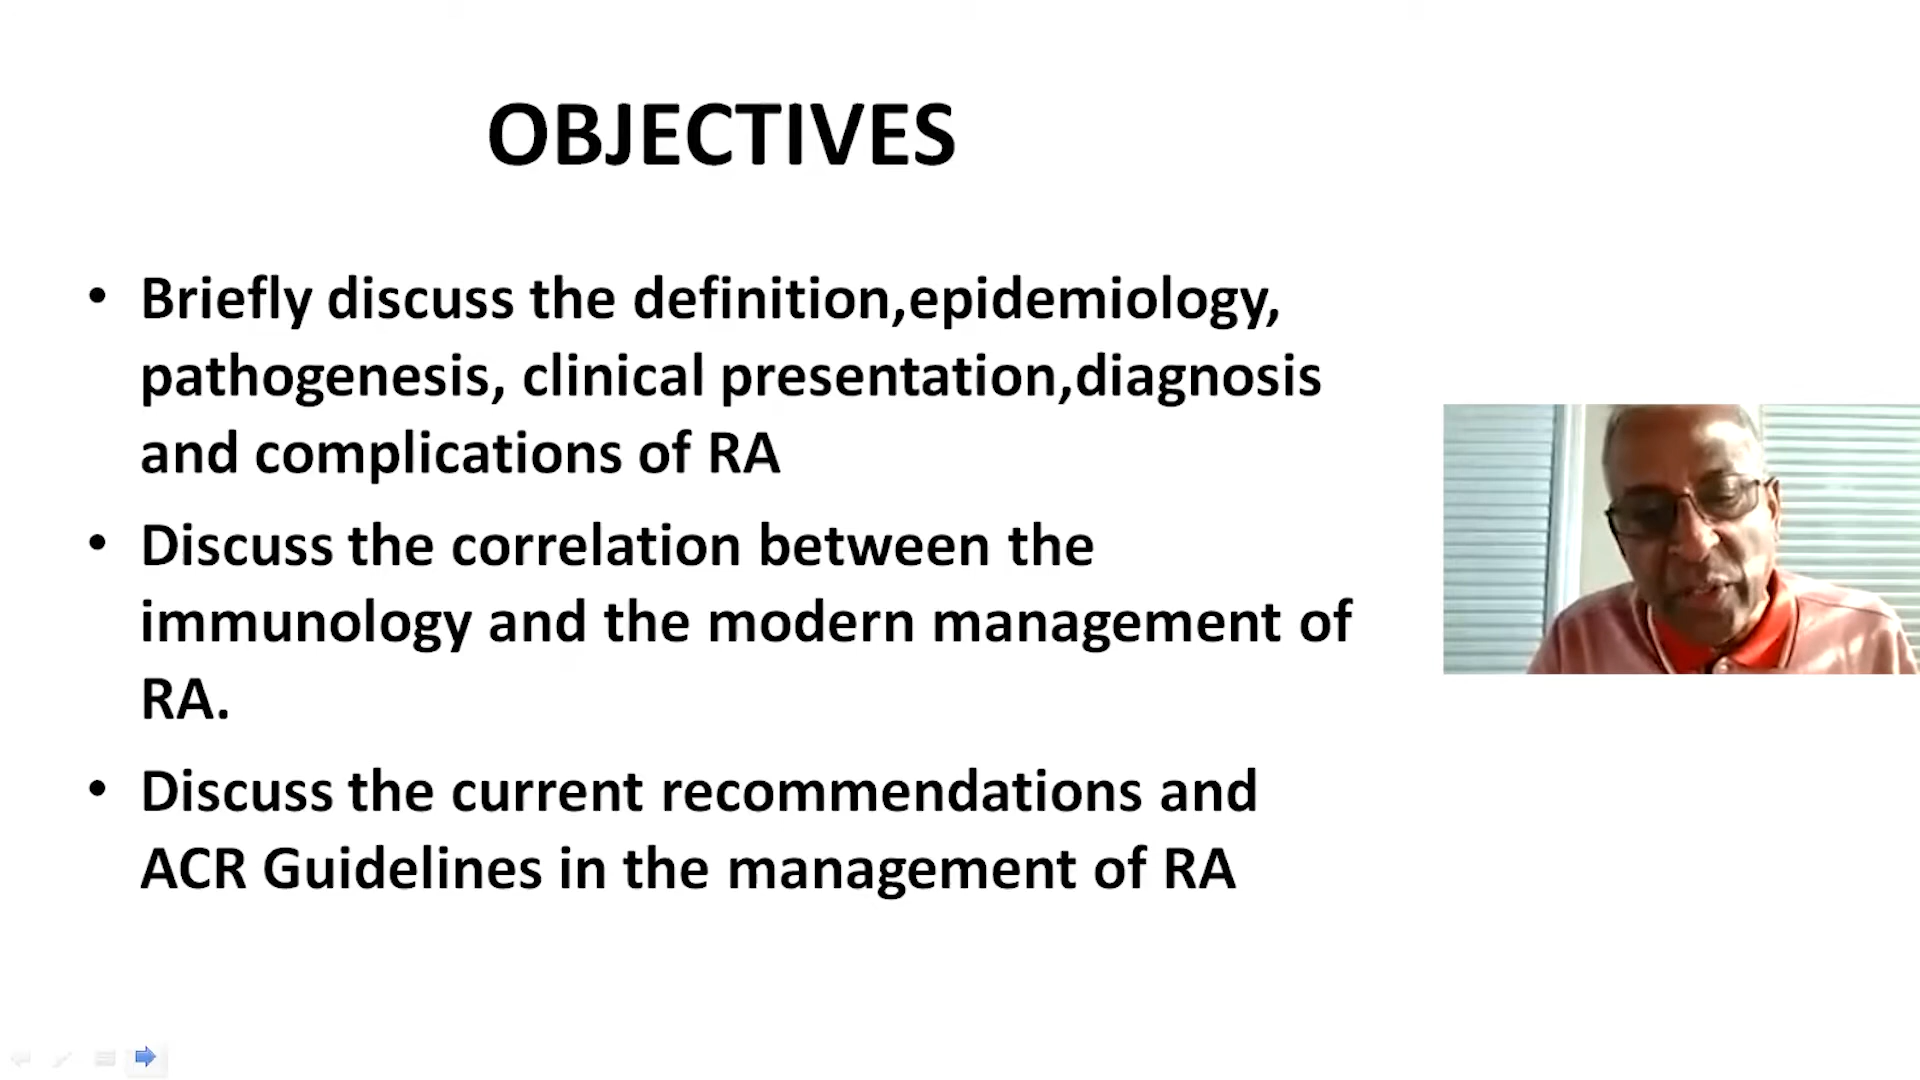 OBJECTIVES
• Briefly discuss the definition,epidemiology,
pathogenesis, clinical presentation,diagnosis
and complications of RA
• Discuss the correlation between the
immunology and the modern management of
RA.
• Discuss the current recommendations and
ACR Guidelines in the management of RA